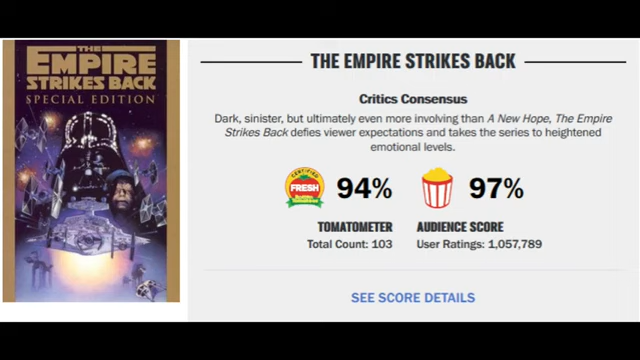 THE
EMPIRE
STRIKES BACK
SPECIAL EDITION
THE EMPIRE STRIKES BACK
Critics Consensus
Dark, sinister, but ultimately even more involving than A New Hope, The Empire
Strikes Back defies viewer expectations and takes the series to heightened
emotional levels.
CERTIFIED
FRESH
94%
97%
TOMATOMETER
AUDIENCE SCORE
Total Count: 103
User Ratings: 1,057,789
SEE SCORE DETAILS